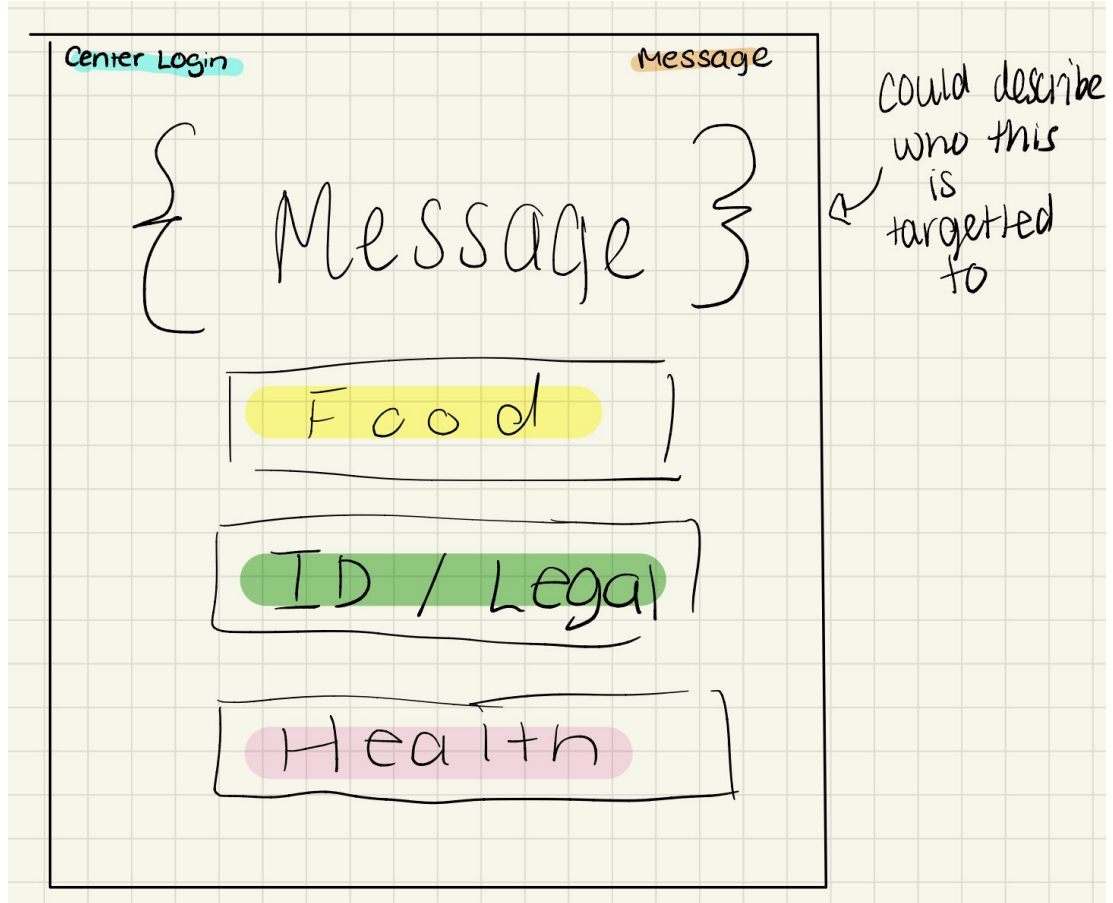 Center Login
Message
{ Message }
could describe
who this
is
targetted
to
Food
ID / Legal
Health